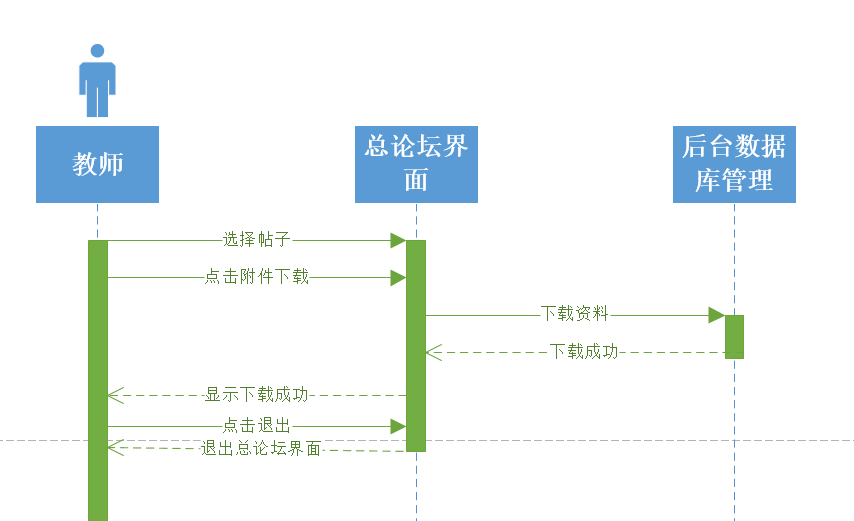 教师
总论坛界
面
后台数据
库管理
选择帖子
点击附件下载
下载资料
下载成功
显示下载成功
点击退出
退出总论坛界面